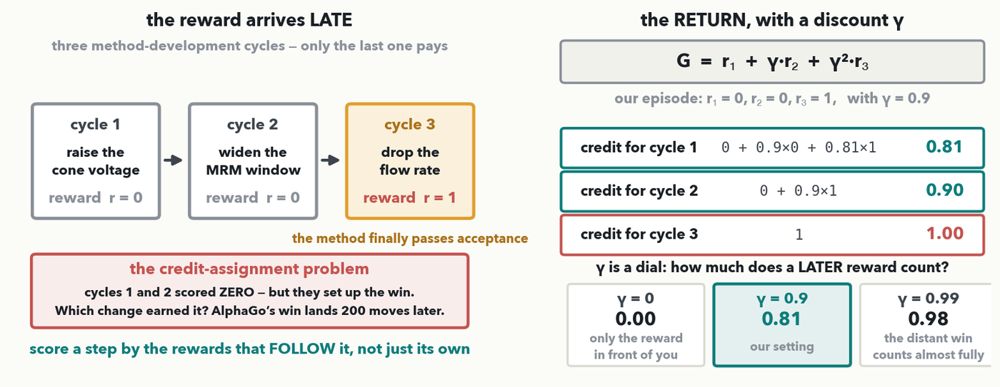 the reward arrives LATE
three method-development cycles — only the last one pays
cycle 1
raise the
cone voltage
reward r = 0
cycle 2
widen the
MRM window
reward r = 0
cycle 3
drop the
flow rate
reward r = 1
the method finally passes acceptance
the credit-assignment problem
cycles 1 and 2 scored ZERO — but they set up the win.
Which change earned it? AlphaGo’s win lands 200 moves later.
score a step by the rewards that FOLLOW it, not just its own
the RETURN, with a discount γ
G = r₁ + γ·r₂ + γ²·r₃
our episode: r₁ = 0, r₂ = 0, r₃ = 1, with γ = 0.9
credit for cycle 1 0 + 0.9×0 + 0.81×1 0.81
credit for cycle 2 0 + 0.9×1 0.90
credit for cycle 3 1 1.00
γ is a dial: how much does a LATER reward count?
γ = 0
0.00
only the reward
in front of you
γ = 0.9
0.81
our setting
γ = 0.99
0.98
the distant win
counts almost fully